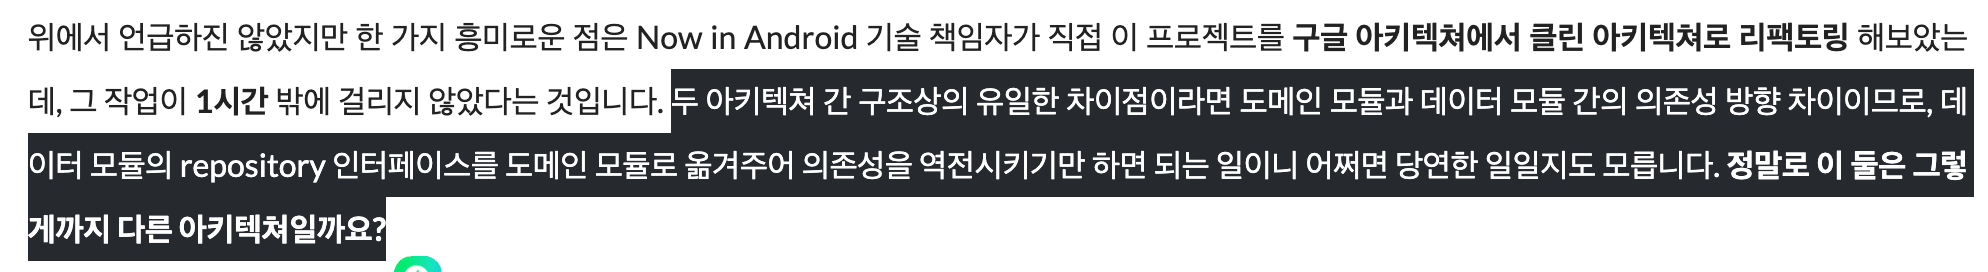 위에서 언급하진 않았지만 한 가지 흥미로운 점은 Now in Android 기술 책임자가 직접 이 프로젝트를 구글 아키텍쳐에서 클린 아키텍쳐로 리팩토링 해보았는
데, 그 작업이 1시간 밖에 걸리지 않았다는 것입니다. 두 아키텍쳐 간 구조상의 유일한 차이점이라면 도메인 모듈과 데이터 모듈 간의 의존성 방향 차이이므로, 데
이터 모듈의 repository 인터페이스를 도메인 모듈로 옮겨주어 의존성을 역전시키기만 하면 되는 일이니 어쩌면 당연한 일일지도 모릅니다. 정말로 이 둘은 그렇
게까지 다른 아키텍쳐일까요?